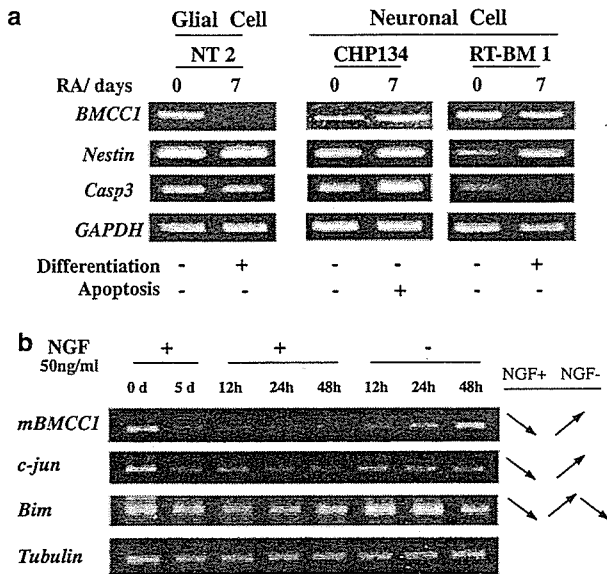 a
Glial Cell Neuronal Cell
NT 2 CHP134 RT-BM 1
RA/ days 0 7 0 7 0 7
BMCC1
Nestin
Casp3
GAPDH
Differentiation - + - - - +
Apoptosis - - - + - -
b NGF + + -
50ng/ml
0 d 5 d 12h 24h 48h 12h 24h 48h NGF+ NGF-
mBMCC1
c-jun
Bim
Tubulin